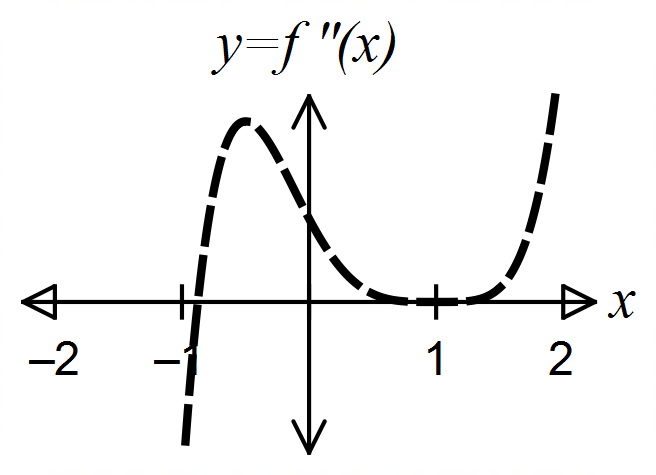 y=f "(x)
x
–2 –1 1 2